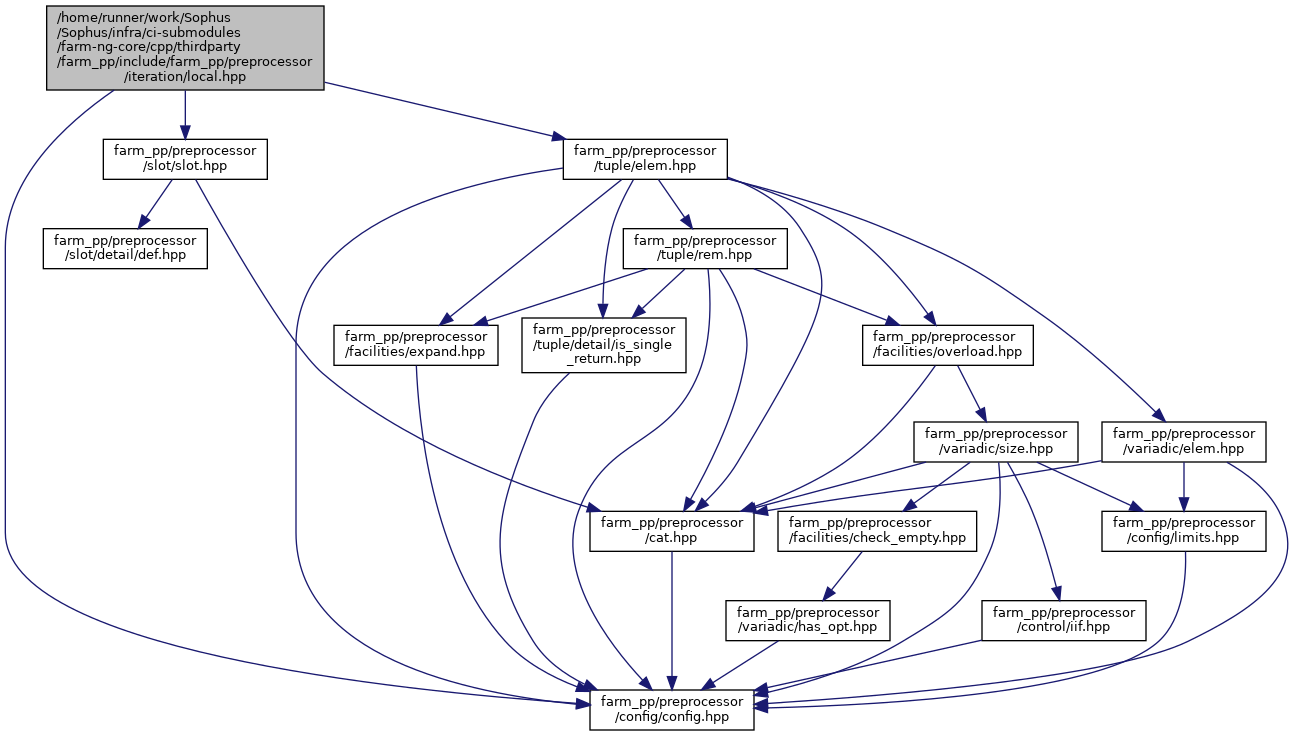 /home/runner/work/Sophus
/Sophus/infra/ci-submodules
/farm-ng-core/cpp/thirdparty
/farm_pp/include/farm_pp/preprocessor
/iteration/local.hpp
farm_pp/preprocessor
/slot/slot.hpp
farm_pp/preprocessor
/tuple/elem.hpp
farm_pp/preprocessor
/slot/detail/def.hpp
farm_pp/preprocessor
/tuple/rem.hpp
farm_pp/preprocessor
/facilities/expand.hpp
farm_pp/preprocessor
/tuple/detail/is_single
_return.hpp
farm_pp/preprocessor
/facilities/overload.hpp
farm_pp/preprocessor
/variadic/size.hpp
farm_pp/preprocessor
/variadic/elem.hpp
farm_pp/preprocessor
/cat.hpp
farm_pp/preprocessor
/facilities/check_empty.hpp
farm_pp/preprocessor
/config/limits.hpp
farm_pp/preprocessor
/variadic/has_opt.hpp
farm_pp/preprocessor
/control/iif.hpp
farm_pp/preprocessor
/config/config.hpp